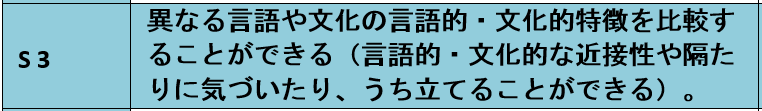 S 3
異なる言語や文化の言語的・文化的特徴を比較す
ることができる（言語的・文化的な近接性や隔た
りに気づいたり、うち立てることができる）。